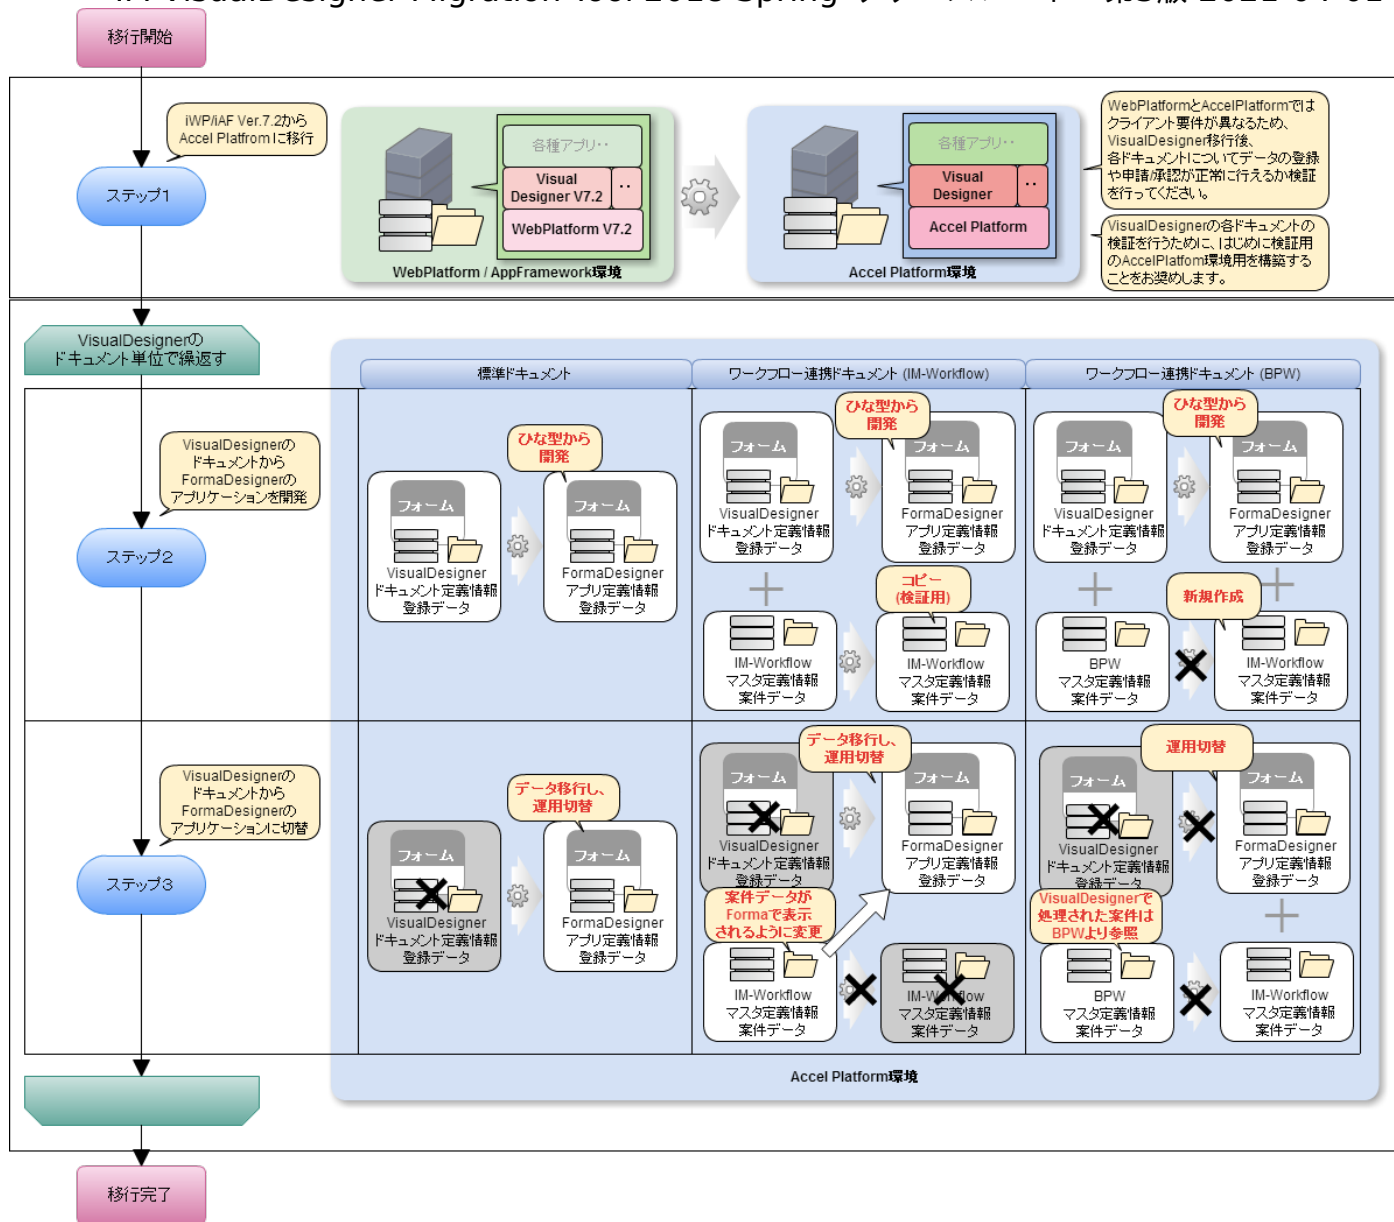 移行開始
iWP/iAF Ver.7.2から
Accel Platfromに移行
ステップ1
各種アプリ‥
Visual
Designer V7.2
‥
WebPlatform V7.2
WebPlatform / AppFramework環境
各種アプリ‥
Visual
Designer
‥
Accel Platform
Accel Platform環境
WebPlatformとAccelPlatformでは
クライアント要件が異なるため、
VisualDesigner移行後、
各ドキュメントについてデータの登録
や申請/承認が正常に行えるか検証
を行ってください。
VisualDesignerの各ドキュメントの
検証を行うために、はじめに検証用
のAccelPlatfom環境用を構築する
ことをお奨めします。
VisualDesignerの
ドキュメント単位で繰返す
標準ドキュメント
ワークフロー連携ドキュメント (IM-Workflow)
ワークフロー連携ドキュメント (BPW)
VisualDesignerの
ドキュメントから
FormaDesignerの
アプリケーションを開発
ステップ2
ひな型から
開発
フォーム
VisualDesigner
ドキュメント定義情報
登録データ
フォーム
FormaDesigner
アプリ定義情報
登録データ
ひな型から
開発
フォーム
VisualDesigner
ドキュメント定義情報
登録データ
フォーム
FormaDesigner
アプリ定義情報
登録データ
コピー
(検証用)
IM-Workflow
マスタ定義情報
案件データ
IM-Workflow
マスタ定義情報
案件データ
ひな型から
開発
フォーム
VisualDesigner
ドキュメント定義情報
登録データ
フォーム
FormaDesigner
アプリ定義情報
登録データ
新規作成
BPW
マスタ定義情報
案件データ
IM-Workflow
マスタ定義情報
案件データ
VisualDesignerの
ドキュメントから
FormaDesignerの
アプリケーションに切替
ステップ3
データ移行し、
運用切替
フォーム
VisualDesigner
ドキュメント定義情報
登録データ
フォーム
FormaDesigner
アプリ定義情報
登録データ
データ移行し、
運用切替
フォーム
VisualDesigner
ドキュメント定義情報
登録データ
フォーム
FormaDesigner
アプリ定義情報
登録データ
案件データが
Formaで表示
されるように変更
IM-Workflow
マスタ定義情報
案件データ
IM-Workflow
マスタ定義情報
案件データ
運用切替
フォーム
VisualDesigner
ドキュメント定義情報
登録データ
フォーム
FormaDesigner
アプリ定義情報
登録データ
VisualDesignerで
処理された案件は
BPWより参照
BPW
マスタ定義情報
案件データ
IM-Workflow
マスタ定義情報
案件データ
Accel Platform環境
移行完了